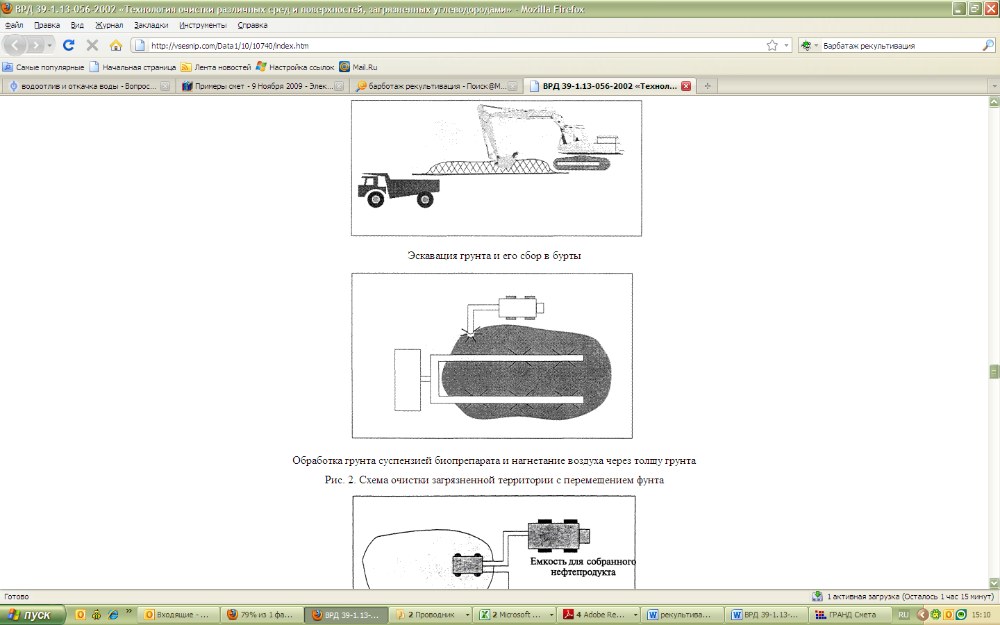 ВРД 39-1.13-056-2002 «Технология очистки различных сред и поверхностей, загрязненных углеводородами» - Mozilla Firefox
Файл Правка Вид Журнал Закладки Инструменты Справка
http://vsesnip.com/Data1/10/10740/index.htm Барбатаж рекультивация
Самые популярные Начальная страница Лента новостей Настройка ссылок Mail.Ru
водоотлив и откачка воды - Вопрос... Примеры смет - 9 Ноября 2009 - Элек... барботаж рекультивация - Поиск@М... ВРД 39-1.13-056-2002 «Технол...
Эскавация грунта и его сбор в бурты
Обработка грунта суспензией биопрепарата и нагнетание воздуха через толщу грунта
Рис. 2. Схема очистки загрязненной территории с перемещением фунта
Емкость для собранного
нефтепродукта
Готово 1 активная загрузка (Осталось 1 час 15 минут)
пуск » Входящие - ... 79% из 1 фа... ВРД 39-1.13-... 2 Проводник 2 Microsoft ... 4 Adobe Re... рекультива... ВРД 39-1.13-... ГРАНД Смета RU 15:10